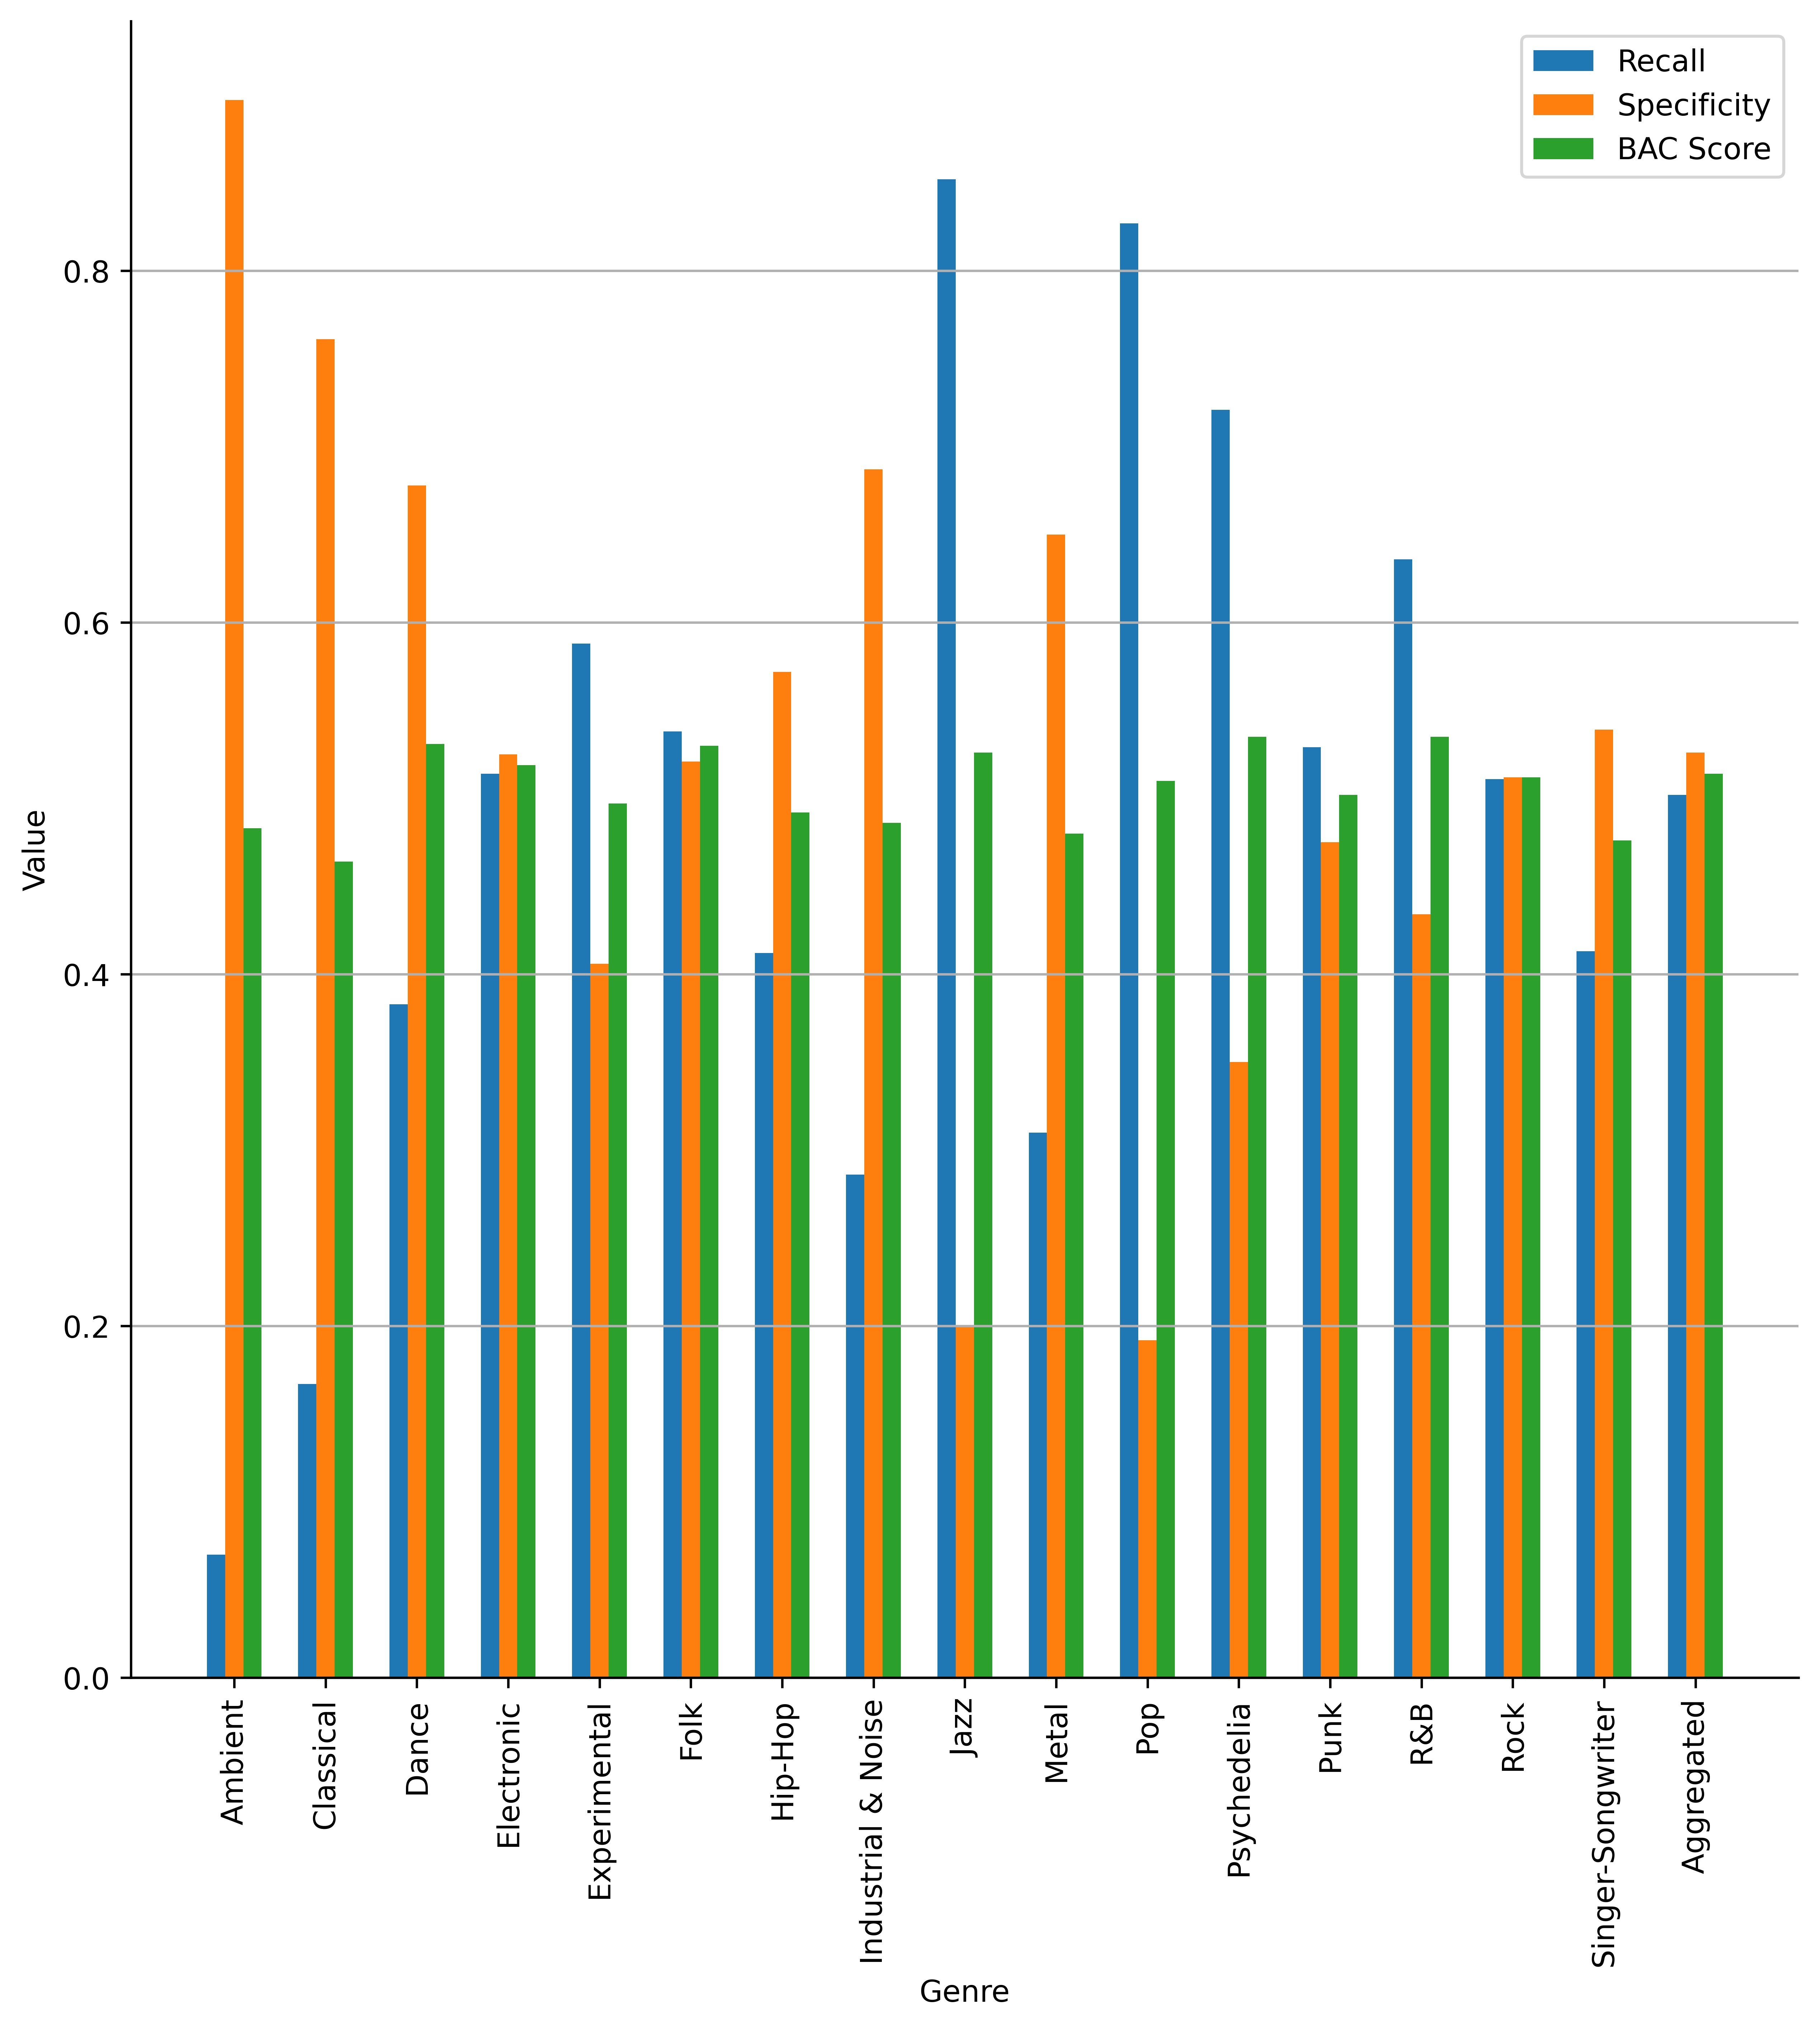 Recall
Specificity
BAC Score
0.8
0.6
0.4
0.2
0.0
Value
Ambient
Classical
Dance
Electronic
Experimental
Folk
Hip-Hop
Industrial & Noise
Jazz
Metal
Pop
Psychedelia
Punk
R&B
Rock
Singer-Songwriter
Aggregated
Genre